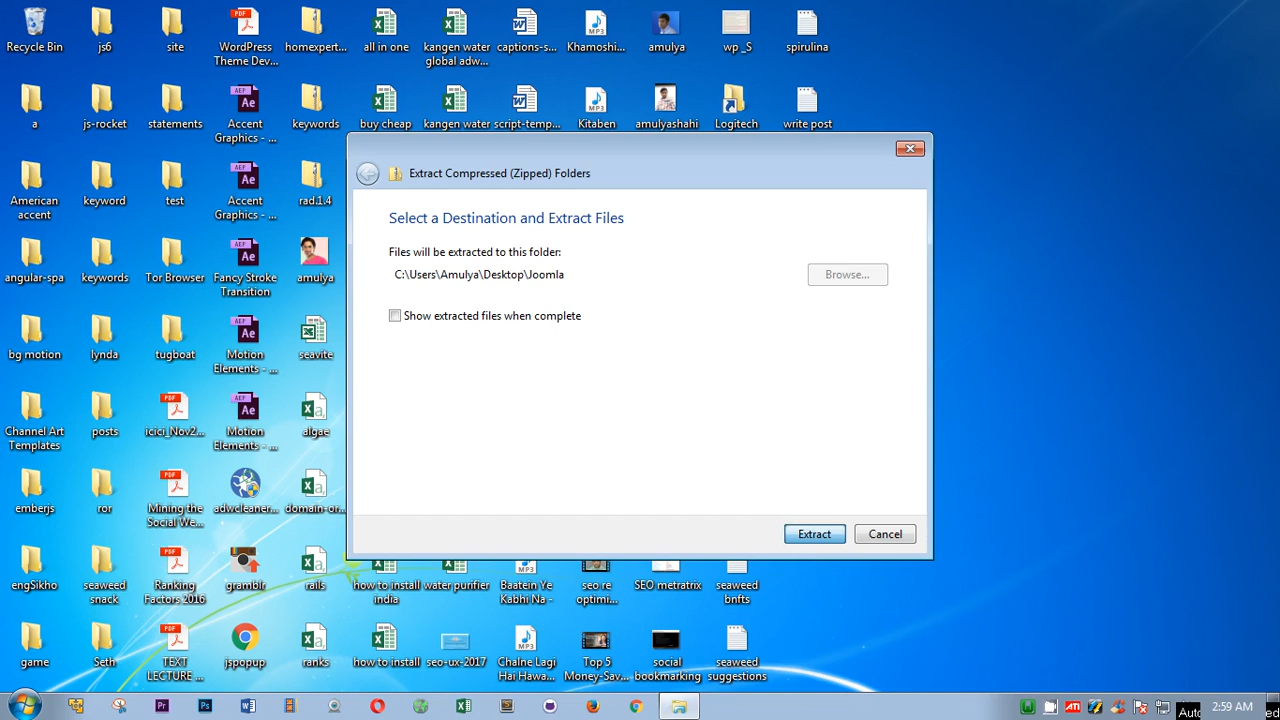 Recycle Bin
js6
site
WordPress
Theme Dev...
homexpert...
all in one
kangen water
global adw...
captions-s...
Khamoshi...
amulya
wp _S
spirulina
a
js-rocket
statements
Accent
Graphics - ...
keywords
buy cheap
kangen water
script-temp...
Kitaben
amulyashahi
Logitech
write post
American
accent
keyword
test
Accent
Graphics - ...
rad.1.4
angular-spa
keywords
Tor Browser
Fancy Stroke
Transition
amulya
bg motion
lynda
tugboat
Motion
Elements - ...
seavite
Channel Art
Templates
posts
icici_Nov2...
Motion
Elements - ...
algae
emberjs
ror
Mining the
Social We...
adwcleaner...
domain-or...
engSikho
seaweed
snack
Ranking
Factors 2016
gramblr
rails
how to install
india
water purifier
Baatein Ye
Kabhi Na -
seo re
optimi...
SEO metratrix
seaweed
bnfts
game
Seth
TEXT
LECTURE ...
jspopup
ranks
how to install
seo-ux-2017
Chalne Lagi
Hai Hawa...
Top 5
Money-Sav...
social
bookmarking
seaweed
suggestions
Extract Compressed (Zipped) Folders
Select a Destination and Extract Files
Files will be extracted to this folder:
C:\Users\Amulya\Desktop\Joomla
Browse...
Show extracted files when complete
Extract
Cancel
2:59 AM